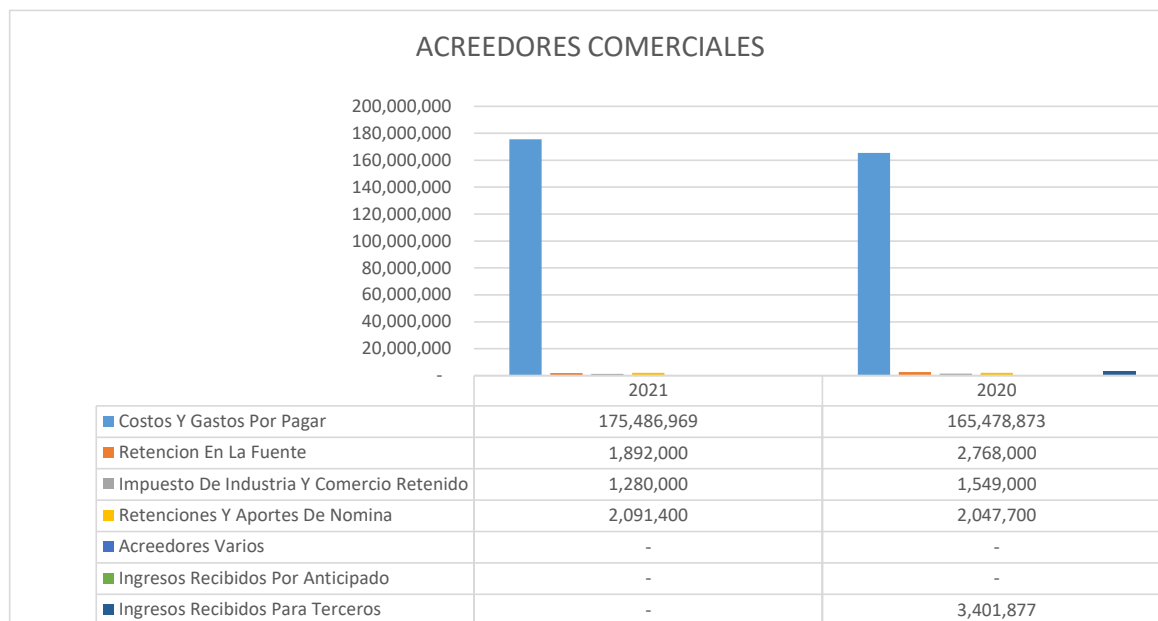 ACREEDORES COMERCIALES
200,000,000
180,000,000
160,000,000
140,000,000
120,000,000
100,000,000
80,000,000
60,000,000
40,000,000
20,000,000
-
2021 2020
Costos Y Gastos Por Pagar 175,486,969 165,478,873
Retencion En La Fuente 1,892,000 2,768,000
Impuesto De Industria Y Comercio Retenido 1,280,000 1,549,000
Retenciones Y Aportes De Nomina 2,091,400 2,047,700
Acreedores Varios - -
Ingresos Recibidos Por Anticipado - -
Ingresos Recibidos Para Terceros - 3,401,877